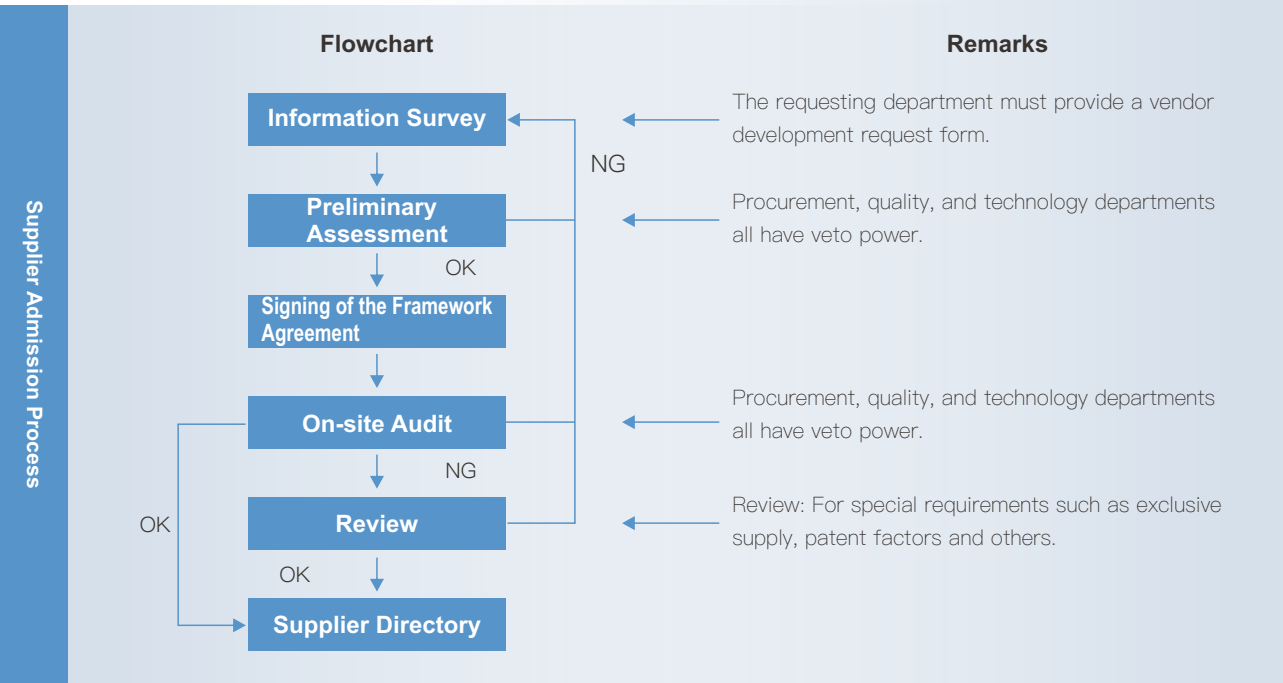 Supplier Admission Process
Flowchart
Remarks
Information Survey
The requesting department must provide a vendor
development request form.
NG
Preliminary
Assessment
Procurement, quality, and technology departments
all have veto power.
OK
Signing of the Framework
Agreement
On-site Audit
Procurement, quality, and technology departments
all have veto power.
NG
OK
Review
Review: For special requirements such as exclusive
supply, patent factors and others.
OK
Supplier Directory